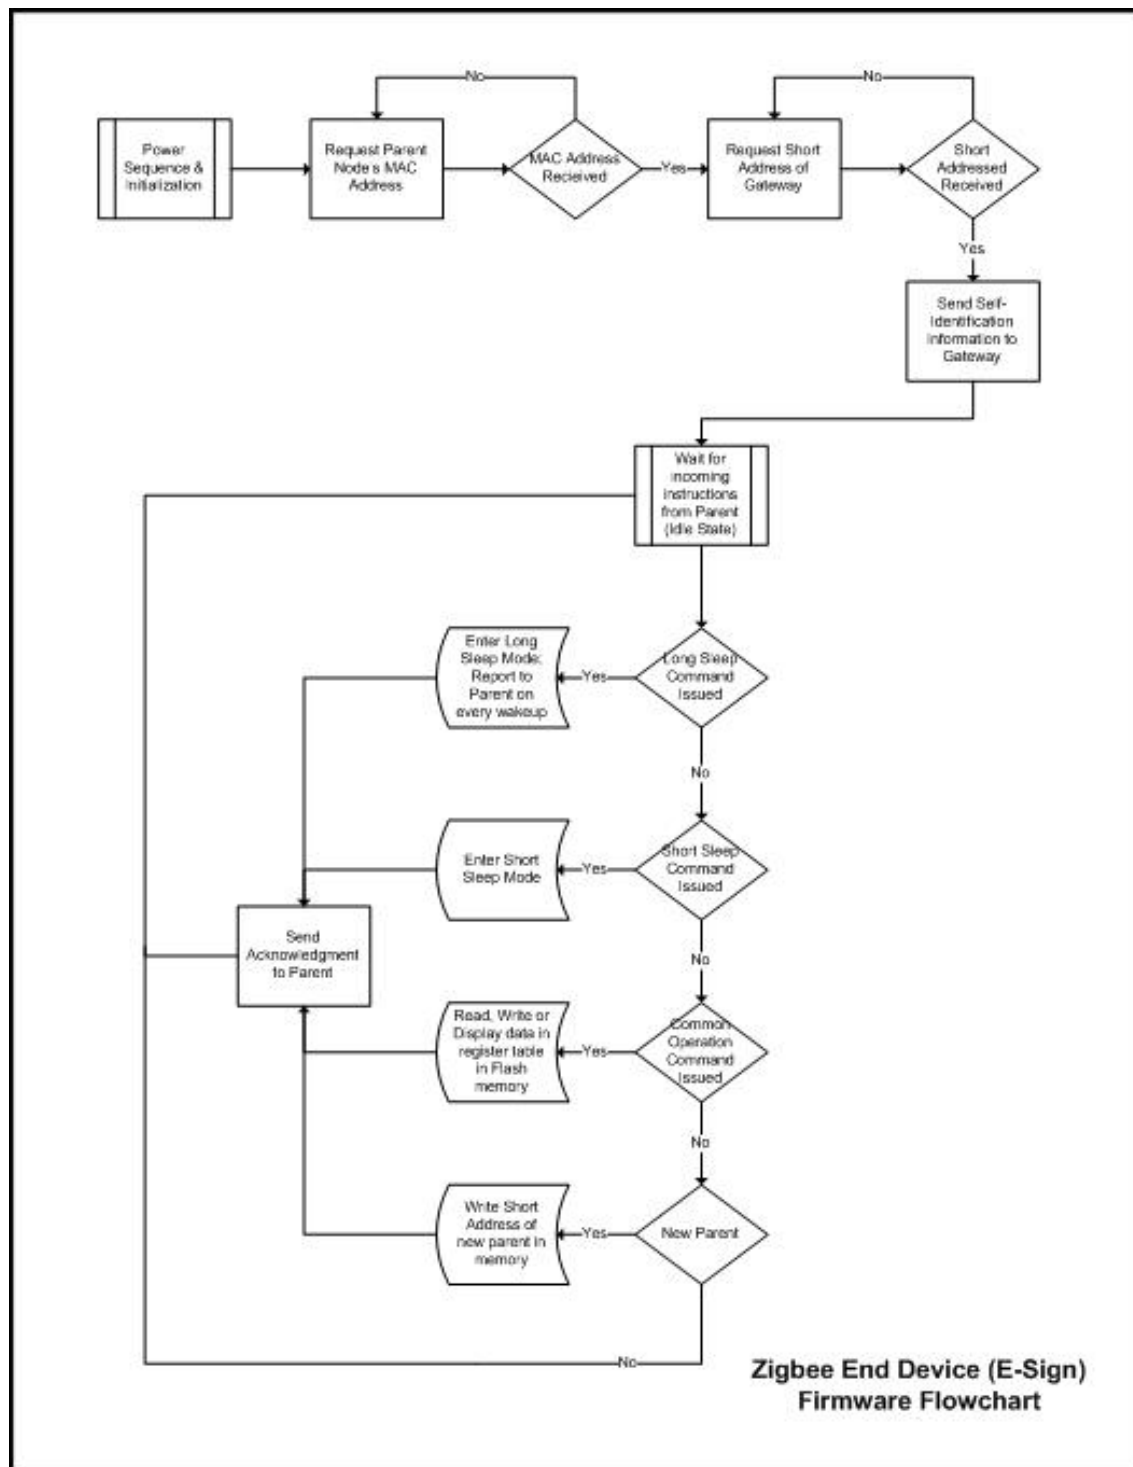 No
No
Power
Sequence &
Initialization
Request Parent
Node's MAC
Address
MAC Address
Recieived
Yes
Request Short
Address of
Gateway
Short
Addressed
Received
Yes
Send Self-
Identification
Information to
Gateway
Wait for
incoming
instructions
from Parent
(Idle State)
Enter Long
Sleep Mode;
Report to
Parent on
every wakeup
Yes
Long Sleep
Command
Issued
No
Enter Short
Sleep Mode
Yes
Short Sleep
Command
Issued
Send
Acknowledgment
to Parent
No
Read, Write or
Display data in
register table
in Flash
memory
Yes
Common
Operation
Command
Issued
No
Write Short
Address of
new parent in
memory
Yes
New Parent
No
Zigbee End Device (E-Sign)
Firmware Flowchart